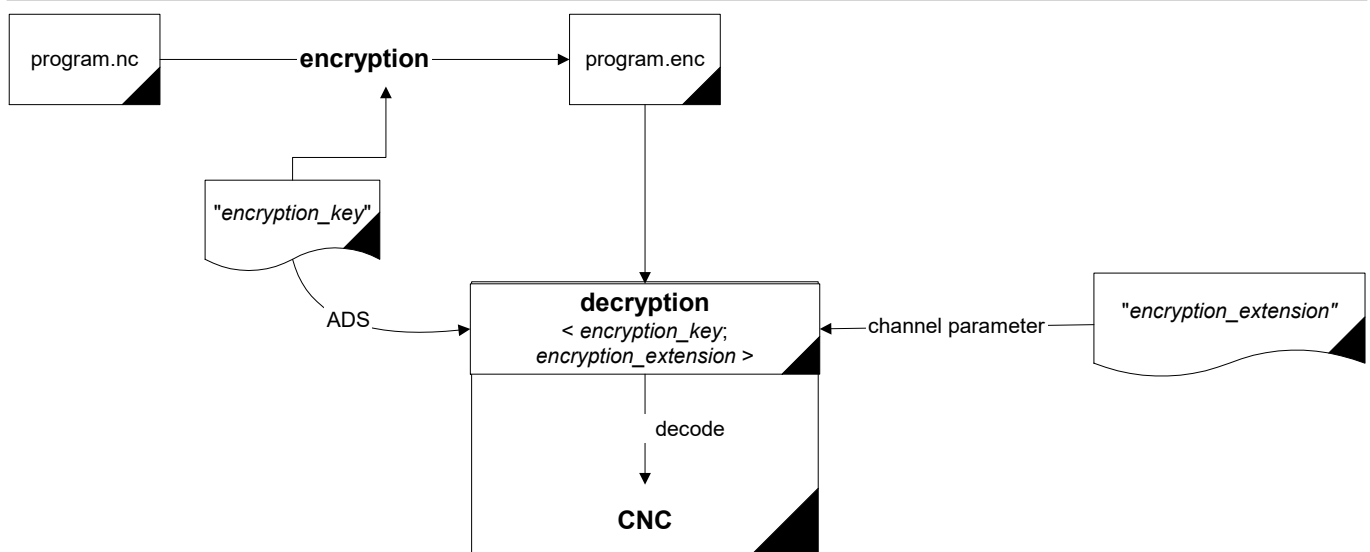 program.nc
encryption
program.enc
"encryption_key"
ADS
decryption
< encryption_key;
encryption_extension >
channel parameter
"encryption_extension"
decode
CNC